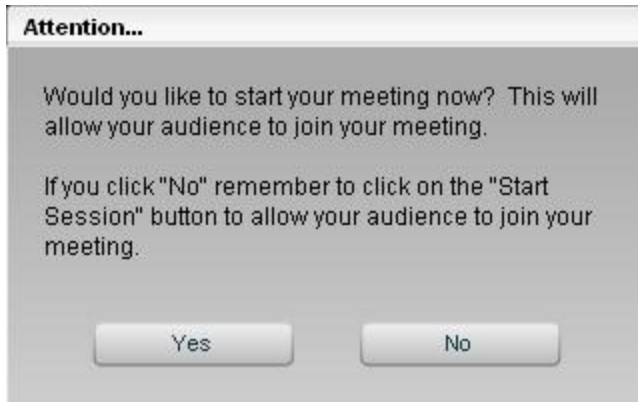 Attention...
Would you like to start your meeting now?  This will
allow your audience to join your meeting.
If you click "No" remember to click on the "Start
Session" button to allow your audience to join your
meeting.
Yes
No